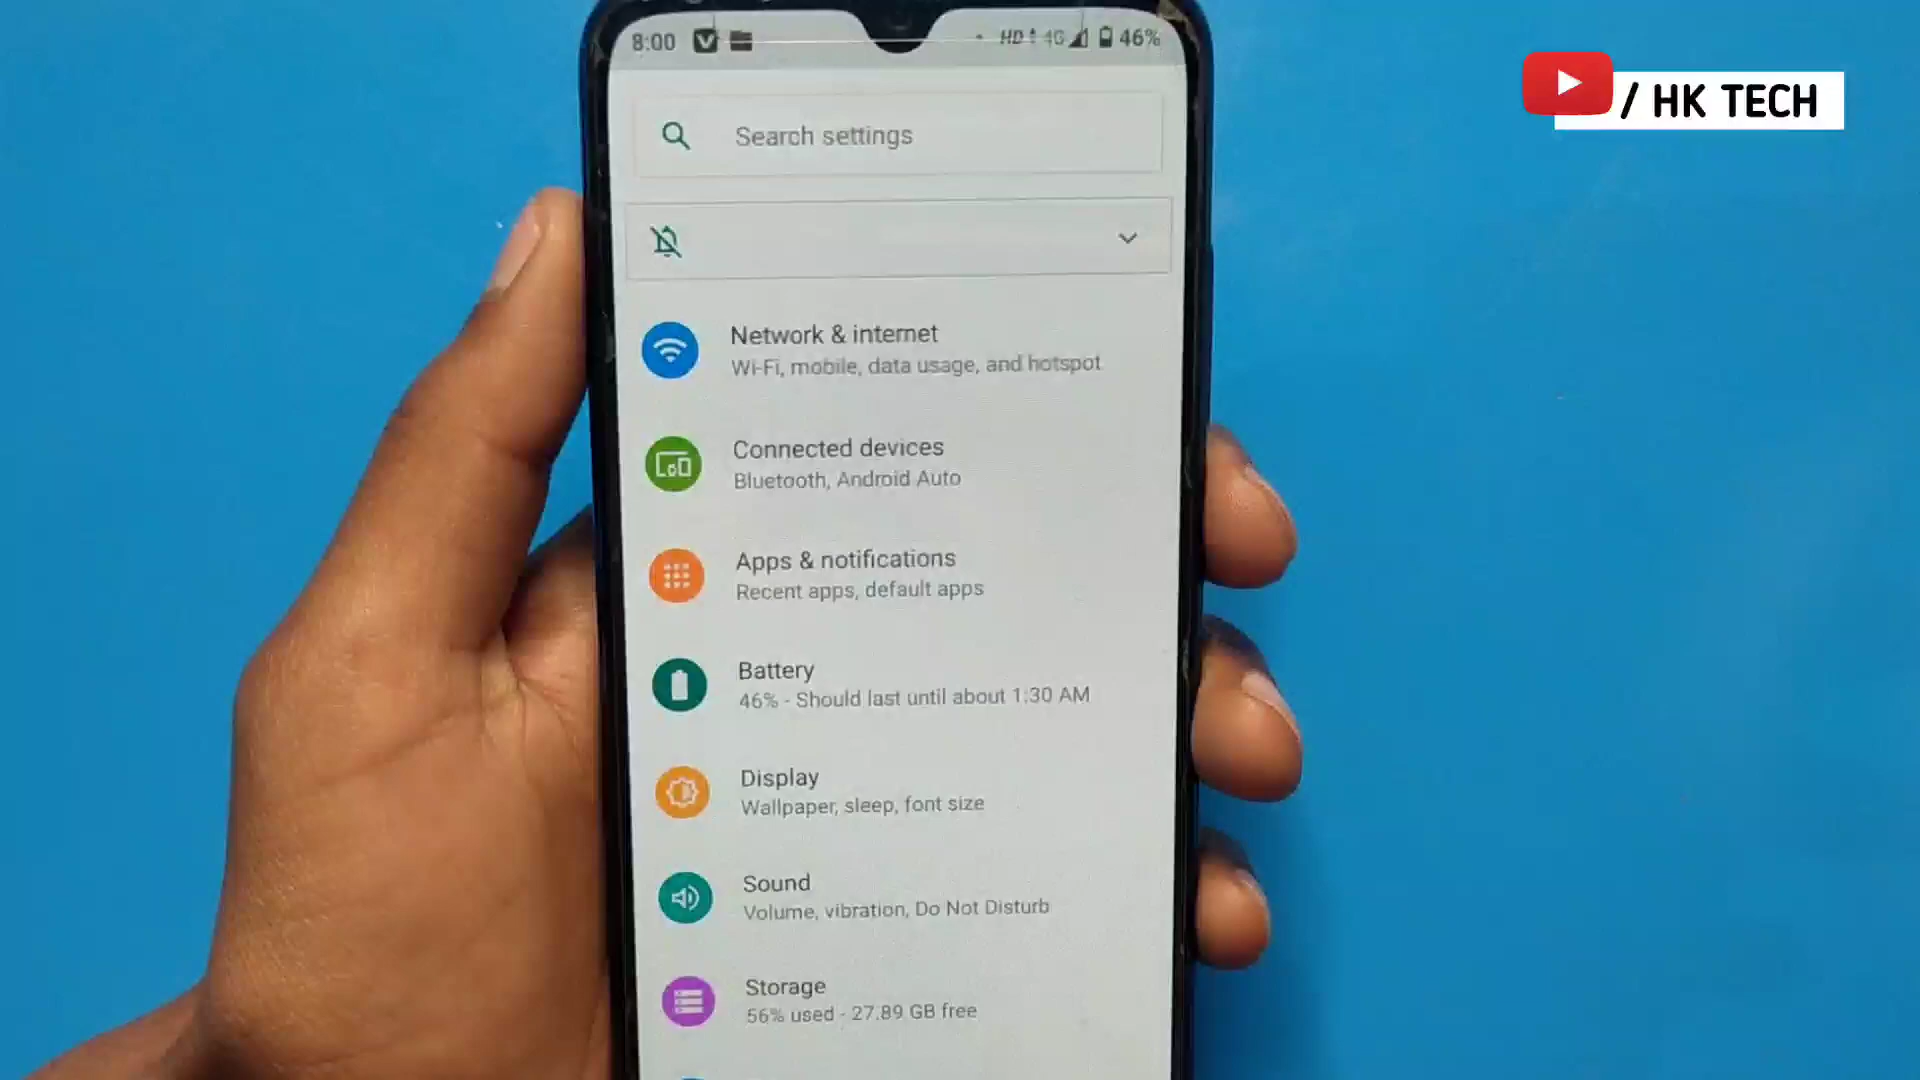 8:00 HD 4G 46%
/ HK TECH
Search settings
Network & internet
Wi-Fi, mobile, data usage, and hotspot
Connected devices
Bluetooth, Android Auto
Apps & notifications
Recent apps, default apps
Battery
46% - Should last until about 1:30 AM
Display
Wallpaper, sleep, font size
Sound
Volume, vibration, Do Not Disturb
Storage
56% used - 27.89 GB free